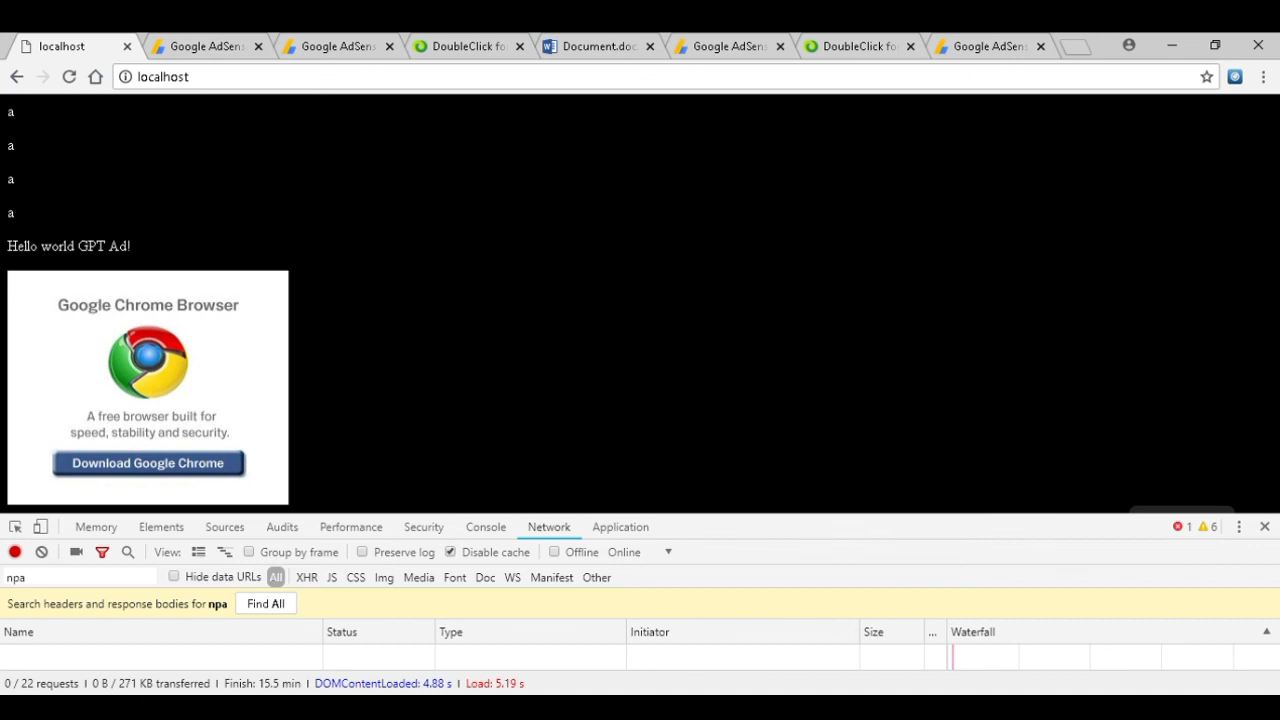 localhost Google AdSens Google AdSens DoubleClick fo Document.doc Google AdSens DoubleClick fo Google AdSens
localhost
a
a
a
a
Hello world GPT Ad!
Google Chrome Browser
A free browser built for
speed, stability and security.
Download Google Chrome
Memory Elements Sources Audits Performance Security Console Network Application 1 6
View: Group by frame Preserve log Disable cache Offline Online
npa Hide data URLs All XHR JS CSS Img Media Font Doc WS Manifest Other
Search headers and response bodies for npa Find All
Name Status Type Initiator Size ... Waterfall
0 / 22 requests | 0 B / 271 KB transferred | Finish: 15.5 min | DOMContentLoaded: 4.88 s | Load: 5.19 s